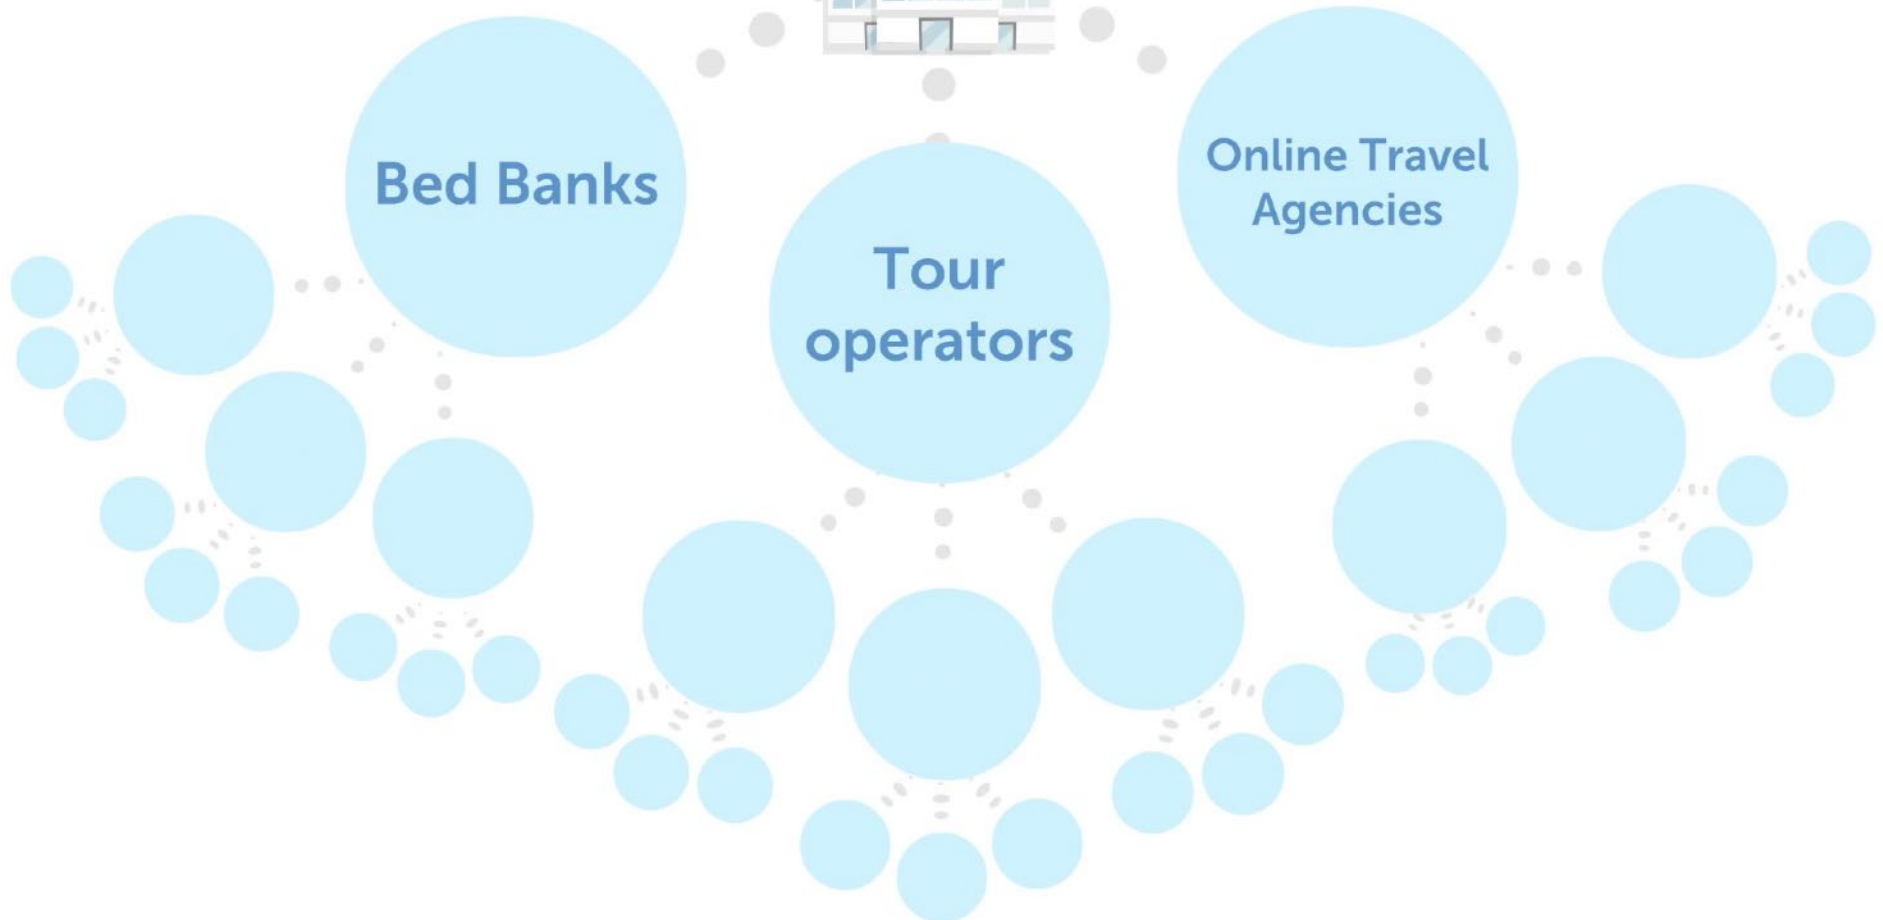 Bed Banks
Tour
operators
Online Travel
Agencies